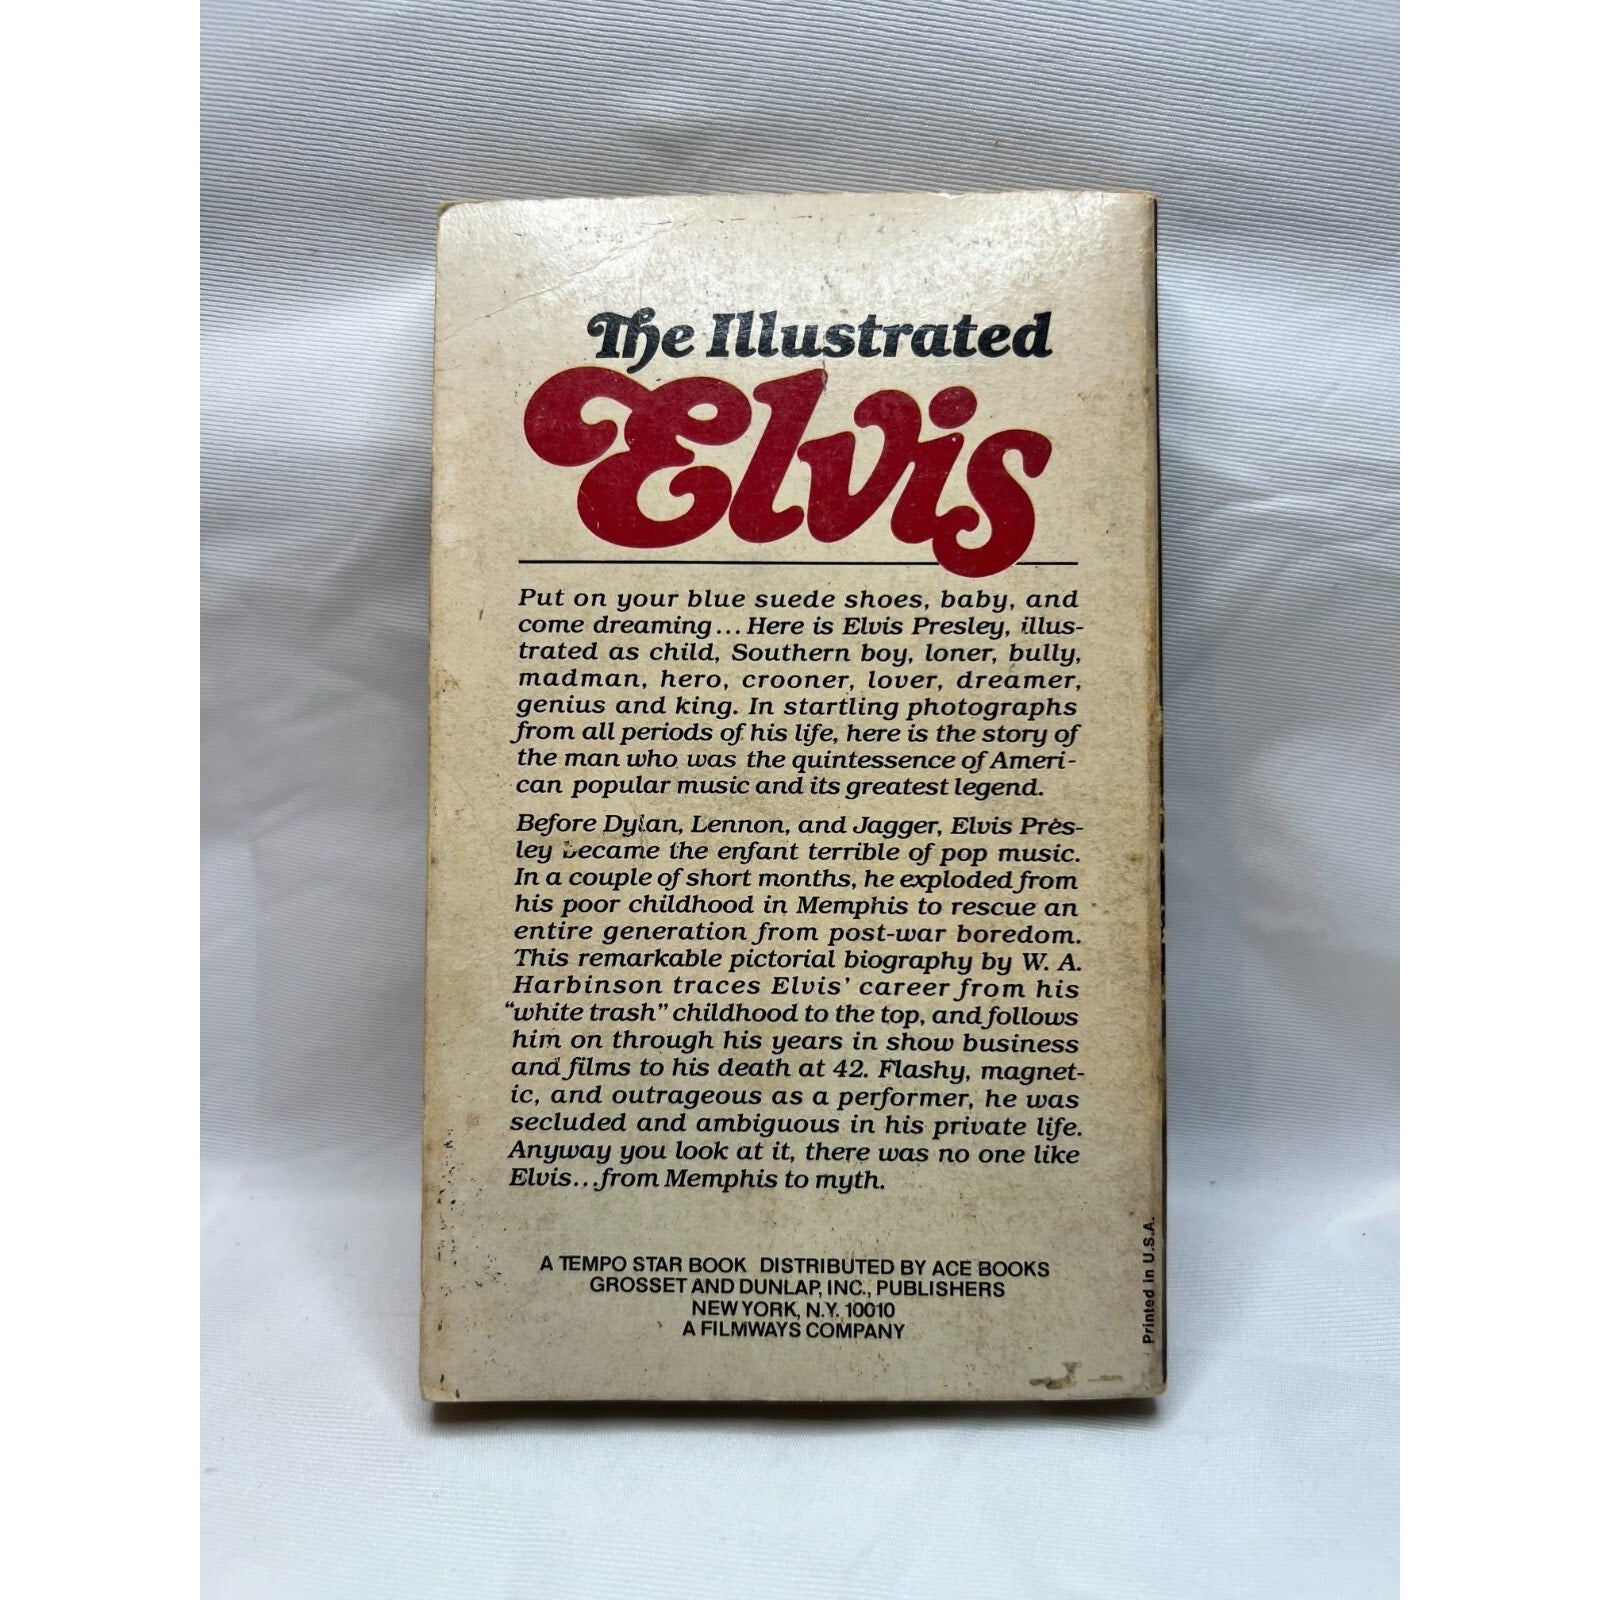 The Illustrated
Elvis
Put on your blue suede shoes, baby, and
come dreaming... Here is Elvis Presley, illus-
trated as child, Southern boy, loner, bully,
madman, hero, crooner, lover, dreamer,
genius and king. In startling photographs
from all periods of his life, here is the story of
the man who was the quintessence of Ameri-
can popular music and its greatest legend.
Before Dylan, Lennon, and Jagger, Elvis Pres-
ley became the enfant terrible of pop music.
In a couple of short months, he exploded from
his poor childhood in Memphis to rescue an
entire generation from post-war boredom.
This remarkable pictorial biography by W. A.
Harbinson traces Elvis' career from his
"white trash" childhood to the top, and follows
him on through his years in show business
and films to his death at 42. Flashy, magnet-
ic, and outrageous as a performer, he was
secluded and ambiguous in his private life.
Anyway you look at it, there was no one like
Elvis...from Memphis to myth.
A TEMPO STAR BOOK DISTRIBUTED BY ACE BOOKS
GROSSET AND DUNLAP, INC., PUBLISHERS
NEW YORK, N.Y. 10010
A FILMWAYS COMPANY
Printed in U.S.A.